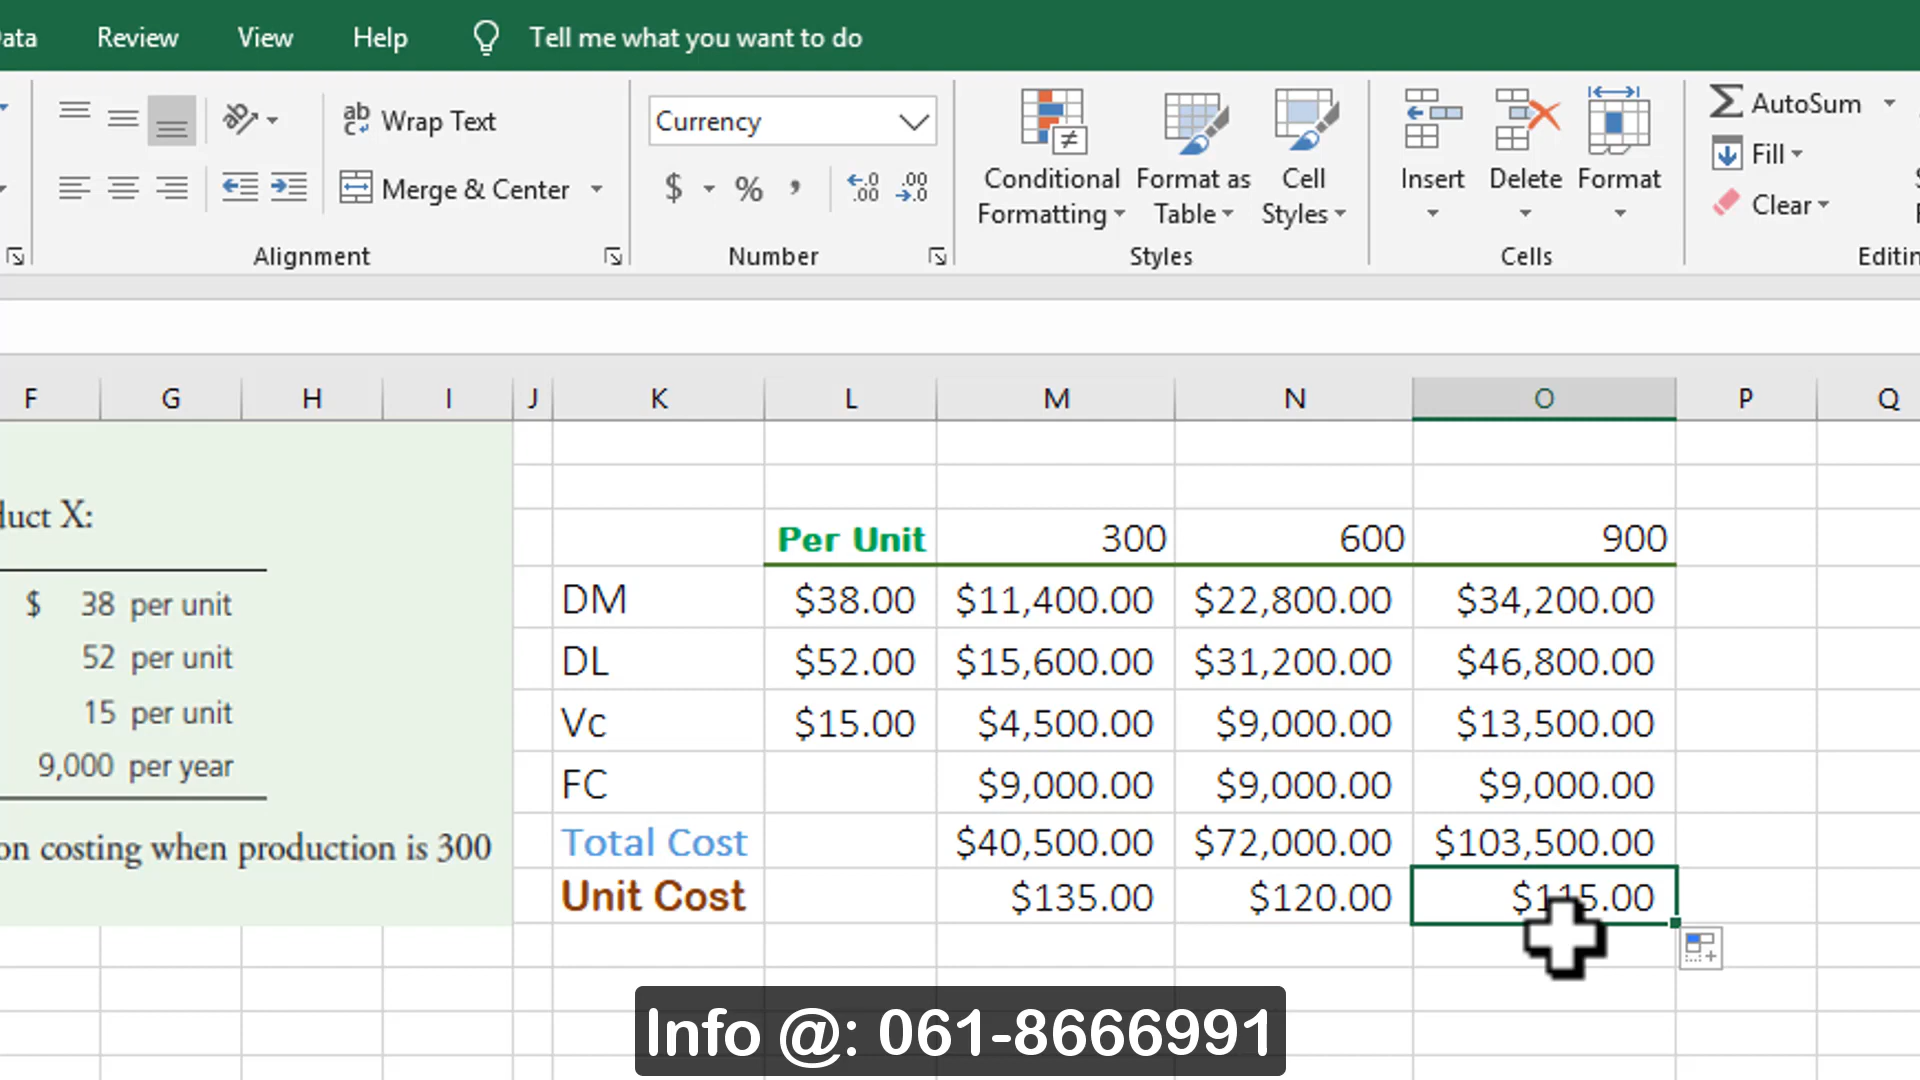 Review View Help Tell me what you want to do
Wrap Text Currency AutoSum
Fill
Merge & Center $ % , Conditional Formatting Format as Table Cell Styles Insert Delete Format Clear
Alignment Number Styles Cells
F G H I J K L M N O P Q
duct X:
$ 38 per unit
52 per unit
15 per unit
9,000 per year
on costing when production is 300
Per Unit 300 600 900
DM $38.00 $11,400.00 $22,800.00 $34,200.00
DL $52.00 $15,600.00 $31,200.00 $46,800.00
Vc $15.00 $4,500.00 $9,000.00 $13,500.00
FC $9,000.00 $9,000.00 $9,000.00
Total Cost $40,500.00 $72,000.00 $103,500.00
Unit Cost $135.00 $120.00 $115.00
Info @: 061-8666991